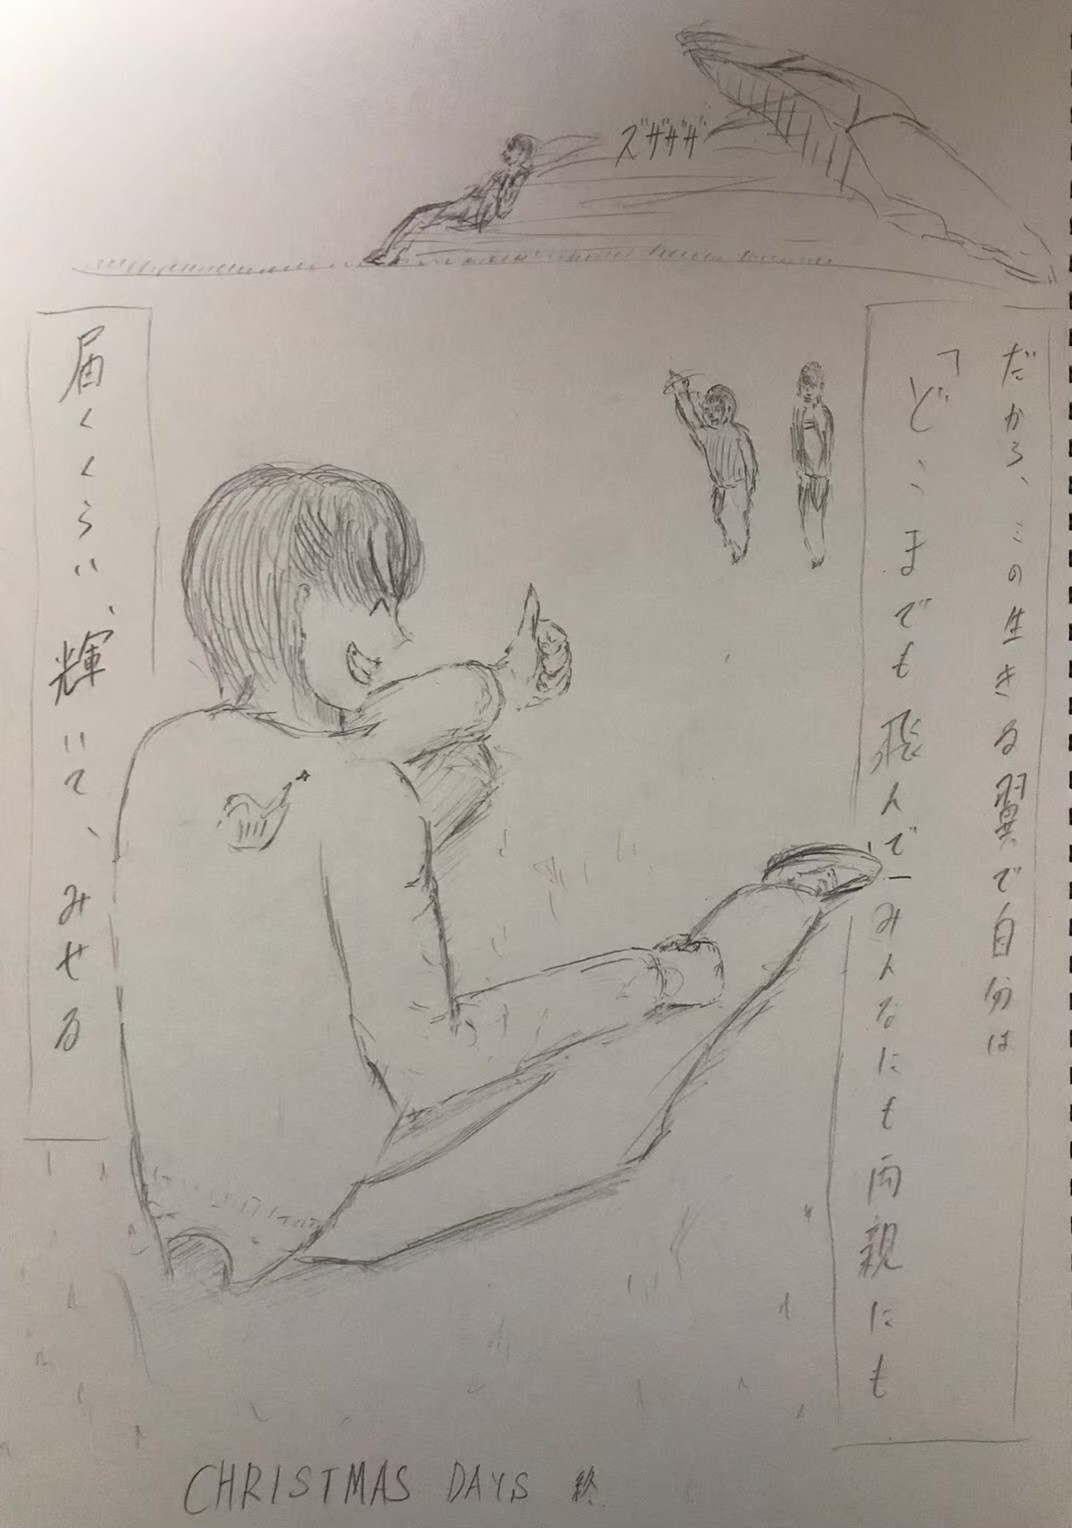 ズザザザ
だから、この生きる翼で自分は
「どこまでも飛んで」みんなにも両親にも
届くくらい、輝いて、みせる
CHRISTMAS DAYS 終